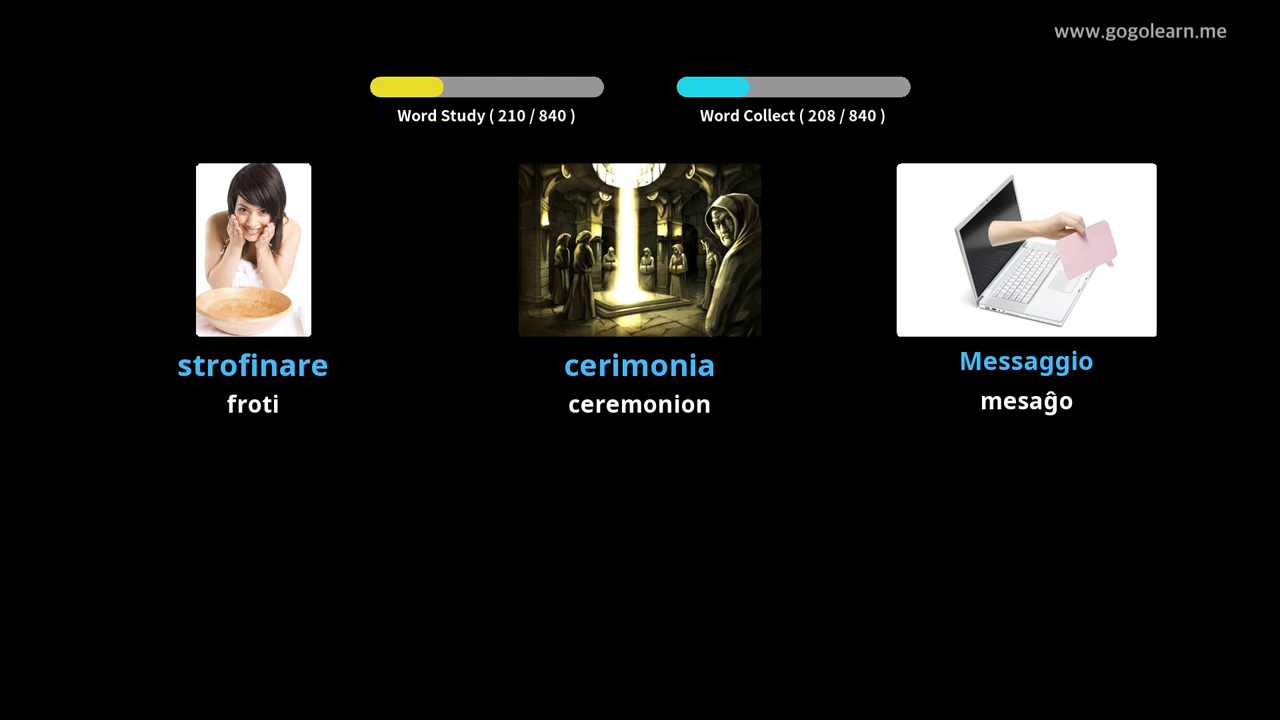 www.gogolearn.me
Word Study ( 210 / 840 )
Word Collect ( 208 / 840 )
strofinare
froti
cerimonia
ceremonion
Messaggio
mesaĝo